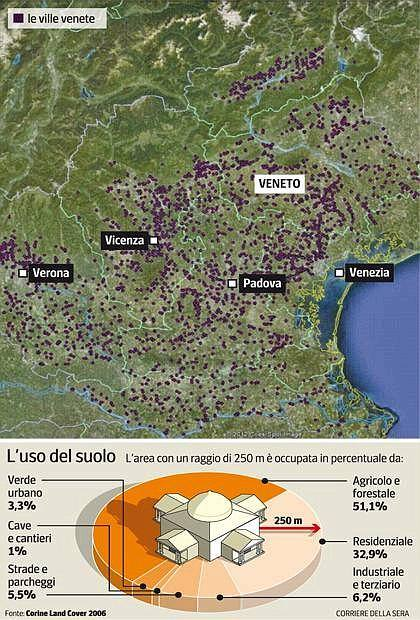 le ville venete
VENETO
Vicenza
Verona
Padova
Venezia
L'uso del suolo
L'area con un raggio di 250 m è occupata in percentuale da:
Verde
urbano
3,3%
Cave
e cantieri
1%
Strade e
parcheggi
5,5%
250 m
Agricolo e
forestale
51,1%
Residenziale
32,9%
Industriale
e terziario
6,2%
Fonte: Corine Land Cover 2006
CORRIERE DELLA SERA